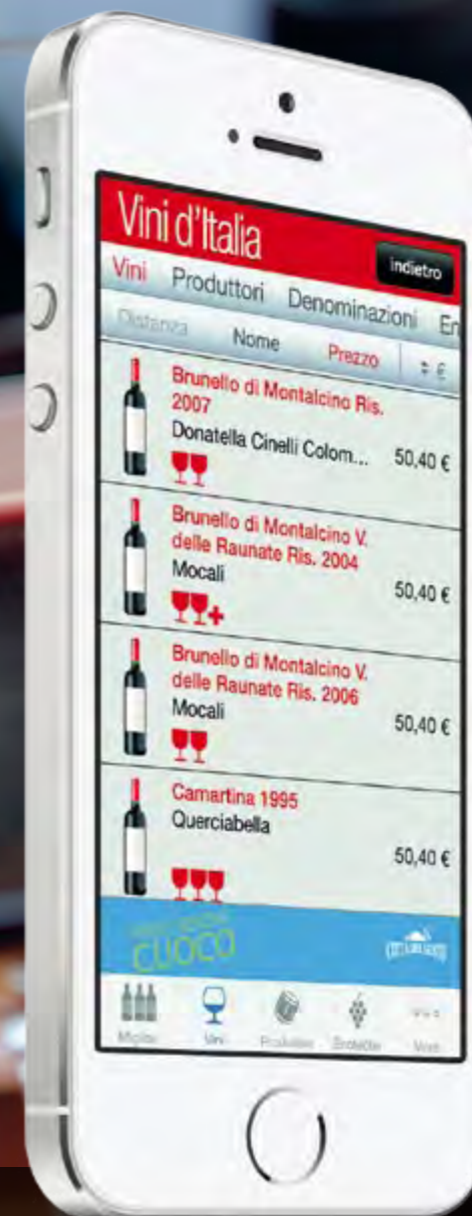 Vini d'Italia
indietro
Vini Produttori Denominazioni En
Distanza Nome Prezzo €
Brunello di Montalcino Ris.
2007
Donatella Cinelli Colom... 50,40 €
Brunello di Montalcino V.
delle Raunate Ris. 2004
Mocali
50,40 €
Brunello di Montalcino V.
delle Raunate Ris. 2006
Mocali
50,40 €
Camartina 1995
Querciabella
50,40 €
CUOCO
Vini Enoteche